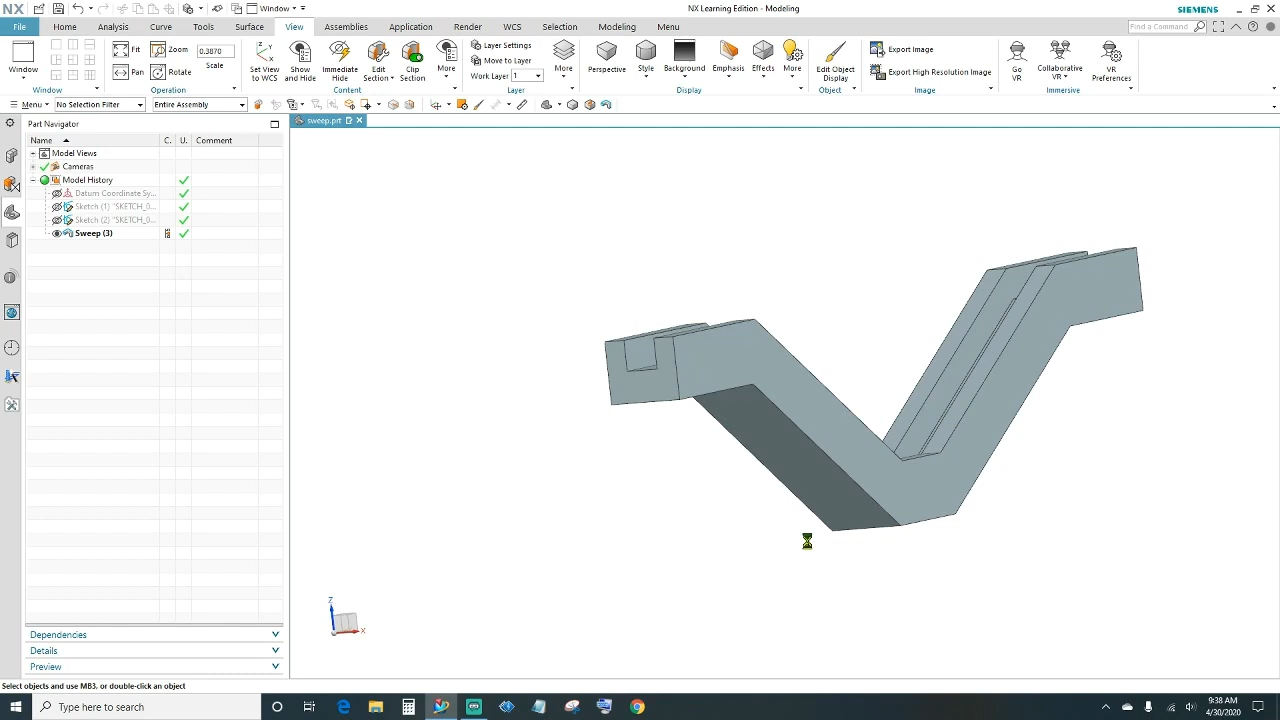 NX
Window
NX Learning Edition - Modeling
SIEMENS
File
Home
Analysis
Curve
Tools
Surface
View
Assemblies
Application
Render
WCS
Selection
Modeling
Menu
Find a Command
Window
Fit
Zoom
0.3870
Pan
Rotate
Scale
Set View
to WCS
Show
and Hide
Immediate
Hide
Edit
Section
Clip
Section
More
Layer Settings
Move to Layer
Work Layer 1
More
Perspective
Style
Background
Emphasis
Effects
More
Edit Object
Display
Export Image
Export High Resolution Image
Go
VR
Collaborative
VR
VR
Preferences
Window
Operation
Content
Layer
Display
Object
Image
Immersive
Menu
No Selection Filter
Entire Assembly
Part Navigator
sweep.prt
Name
C.
U.
Comment
Model Views
Cameras
Model History
Datum Coordinate Sy...
Sketch (1) "SKETCH_0...
Sketch (2) "SKETCH_0...
Sweep (3)
Z
X
Dependencies
Details
Preview
Select objects and use MB3, or double-click an object
Type here to search
9:38 AM
4/30/2020